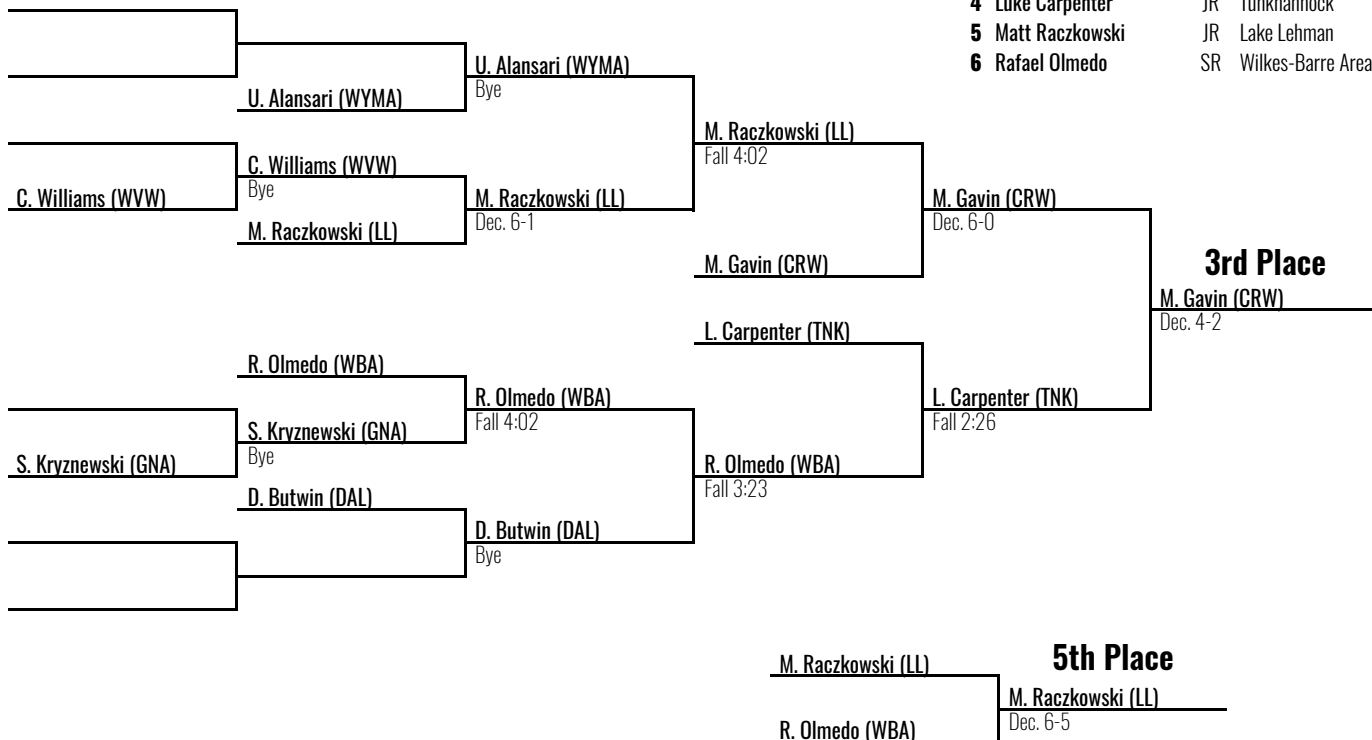 4 Luke Carpenter JR Tunkhannock
5 Matt Raczkowski JR Lake Lehman
6 Rafael Olmedo SR Wilkes-Barre Area
U. Alansari (WYMA)
U. Alansari (WYMA)
Bye
C. Williams (WVW)
C. Williams (WVW)
Bye
M. Raczkowski (LL)
M. Raczkowski (LL)
Dec. 6-1
M. Raczkowski (LL)
Fall 4:02
M. Gavin (CRW)
M. Gavin (CRW)
Dec. 6-0
3rd Place
M. Gavin (CRW)
Dec. 4-2
L. Carpenter (TNK)
L. Carpenter (TNK)
Fall 2:26
R. Olmedo (WBA)
R. Olmedo (WBA)
Fall 4:02
S. Kryznewski (GNA)
S. Kryznewski (GNA)
Bye
R. Olmedo (WBA)
Fall 3:23
D. Butwin (DAL)
D. Butwin (DAL)
Bye
5th Place
M. Raczkowski (LL)
M. Raczkowski (LL)
Dec. 6-5
R. Olmedo (WBA)